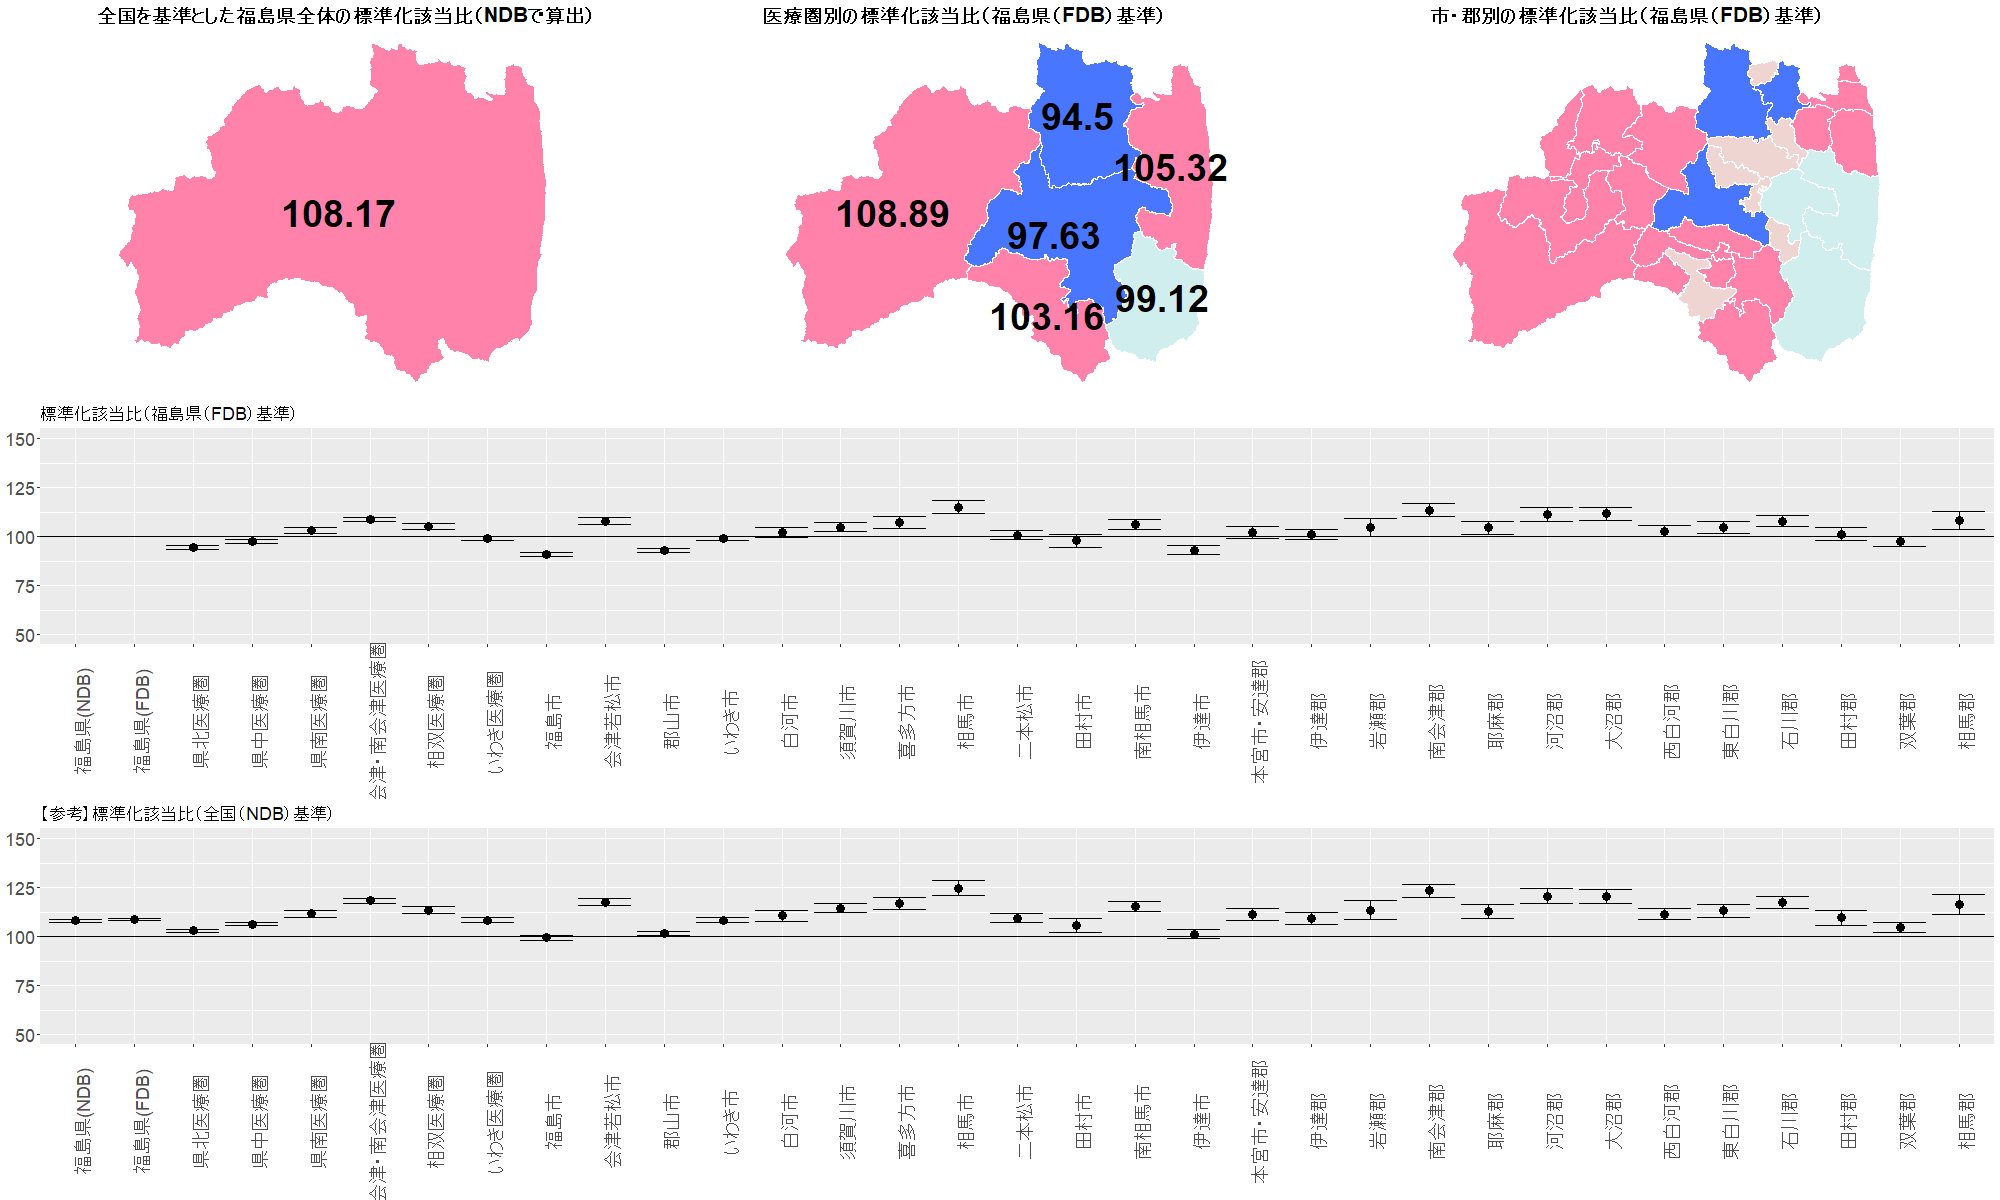 全国を基準とした福島県全体の標準化該当比（NDBで算出）
108.17
医療圏別の標準化該当比（福島県（FDB）基準）
94.5
105.32
108.89
97.63
99.12
103.16
市・郡別の標準化該当比（福島県（FDB）基準）
標準化該当比（福島県（FDB）基準）
150
125
100
75
50
福島県(NDB)
福島県(FDB)
県北医療圏
県中医療圏
県南医療圏
会津・南会津医療圏
相双医療圏
いわき医療圏
福島市
会津若松市
郡山市
いわき市
白河市
須賀川市
喜多方市
相馬市
二本松市
田村市
南相馬市
伊達市
本宮市・安達郡
伊達郡
岩瀬郡
南会津郡
耶麻郡
河沼郡
大沼郡
西白河郡
東白川郡
石川郡
田村郡
双葉郡
相馬郡
【参考】標準化該当比（全国（NDB）基準）
150
125
100
75
50
福島県(NDB)
福島県(FDB)
県北医療圏
県中医療圏
県南医療圏
会津・南会津医療圏
相双医療圏
いわき医療圏
福島市
会津若松市
郡山市
いわき市
白河市
須賀川市
喜多方市
相馬市
二本松市
田村市
南相馬市
伊達市
本宮市・安達郡
伊達郡
岩瀬郡
南会津郡
耶麻郡
河沼郡
大沼郡
西白河郡
東白川郡
石川郡
田村郡
双葉郡
相馬郡